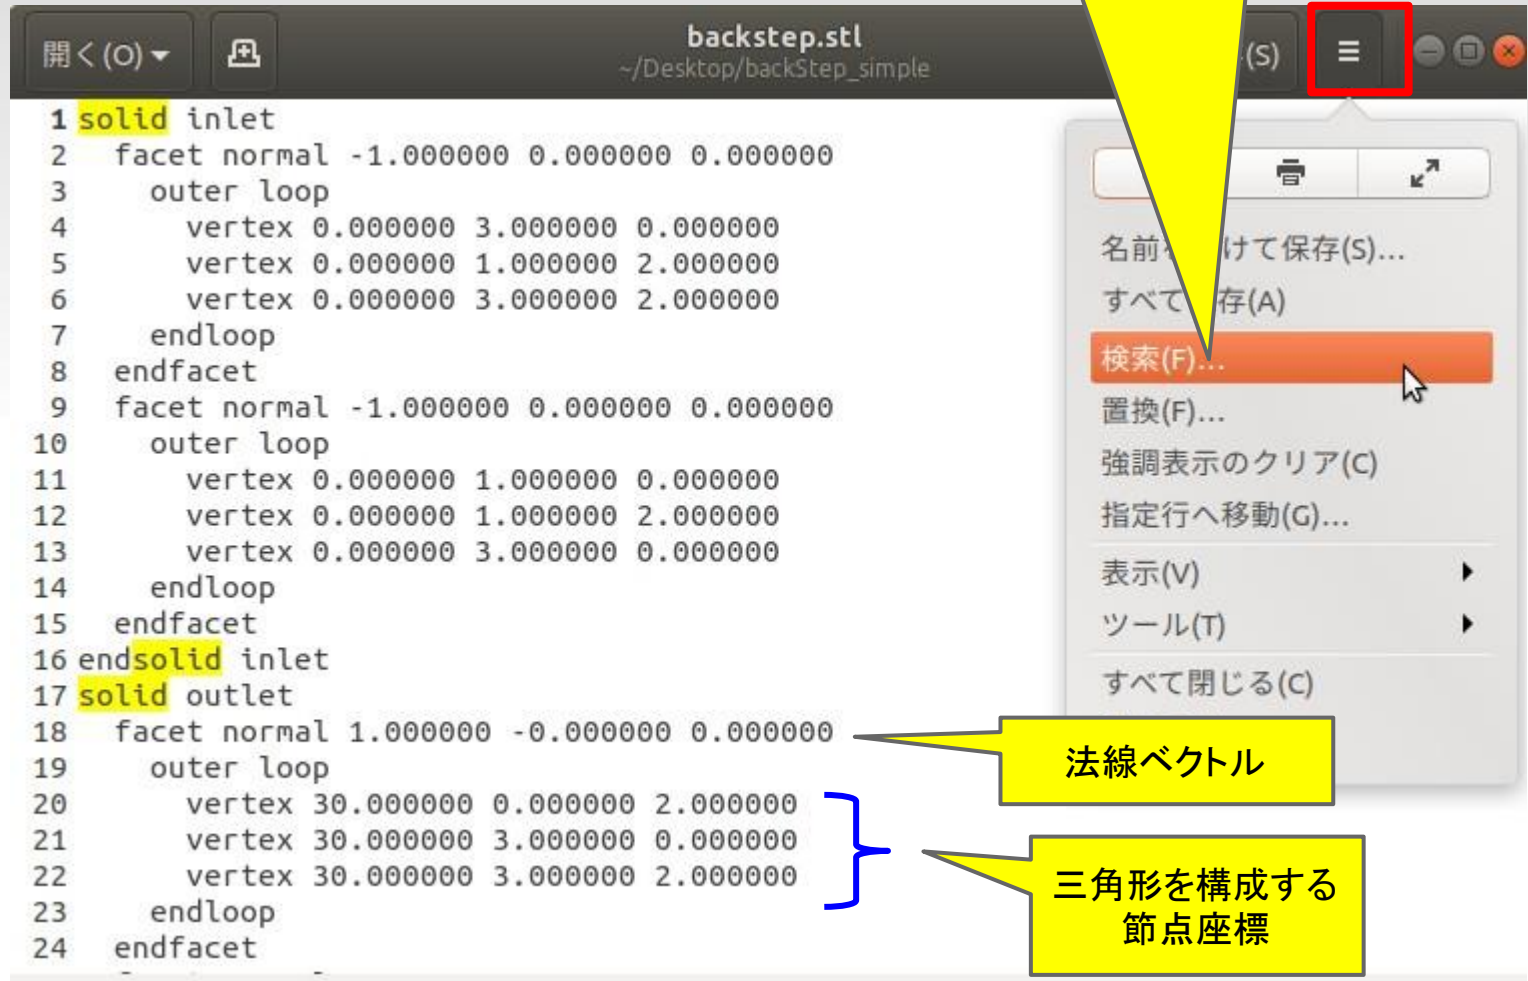 開く(O)
backstep.stl
~/Desktop/backStep_simple
(S)
1 solid inlet
2 facet normal -1.000000 0.000000 0.000000
3 outer loop
4 vertex 0.000000 3.000000 0.000000
5 vertex 0.000000 1.000000 2.000000
6 vertex 0.000000 3.000000 2.000000
7 endloop
8 endfacet
9 facet normal -1.000000 0.000000 0.000000
10 outer loop
11 vertex 0.000000 1.000000 0.000000
12 vertex 0.000000 1.000000 2.000000
13 vertex 0.000000 3.000000 0.000000
14 endloop
15 endfacet
16 endsolid inlet
17 solid outlet
18 facet normal 1.000000 -0.000000 0.000000
19 outer loop
20 vertex 30.000000 0.000000 2.000000
21 vertex 30.000000 3.000000 0.000000
22 vertex 30.000000 3.000000 2.000000
23 endloop
24 endfacet
名前 けて保存(S)...
すべて 存(A)
検索(F)...
置換(F)...
強調表示のクリア(C)
指定行へ移動(G)...
表示(V)
ツール(T)
すべて閉じる(C)
法線ベクトル
三角形を構成する
節点座標